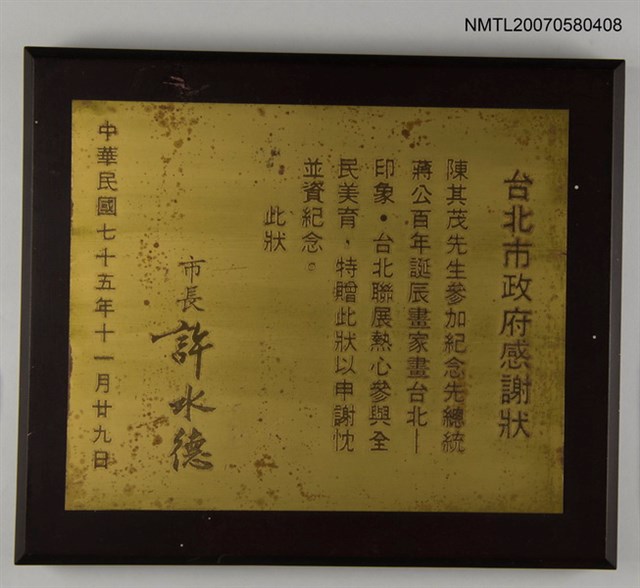 NMTL20070580408
台北市政府感謝狀
陳其茂先生參加紀念先總統
蔣公百年誕辰畫家畫台北—
印象·台北聯展熱心參與全
民美育，特贈此狀以申謝忱
並資紀念。
此狀
市長 許水德
中華民國七十五年十一月廿九日